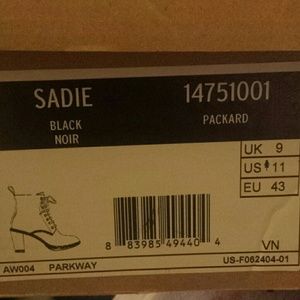 SADIE 14751001
BLACK PACKARD
NOIR
UK 9
US 11
EU 43
8 83985 49440 4
VN
AW004 PARKWAY US-F062404-01